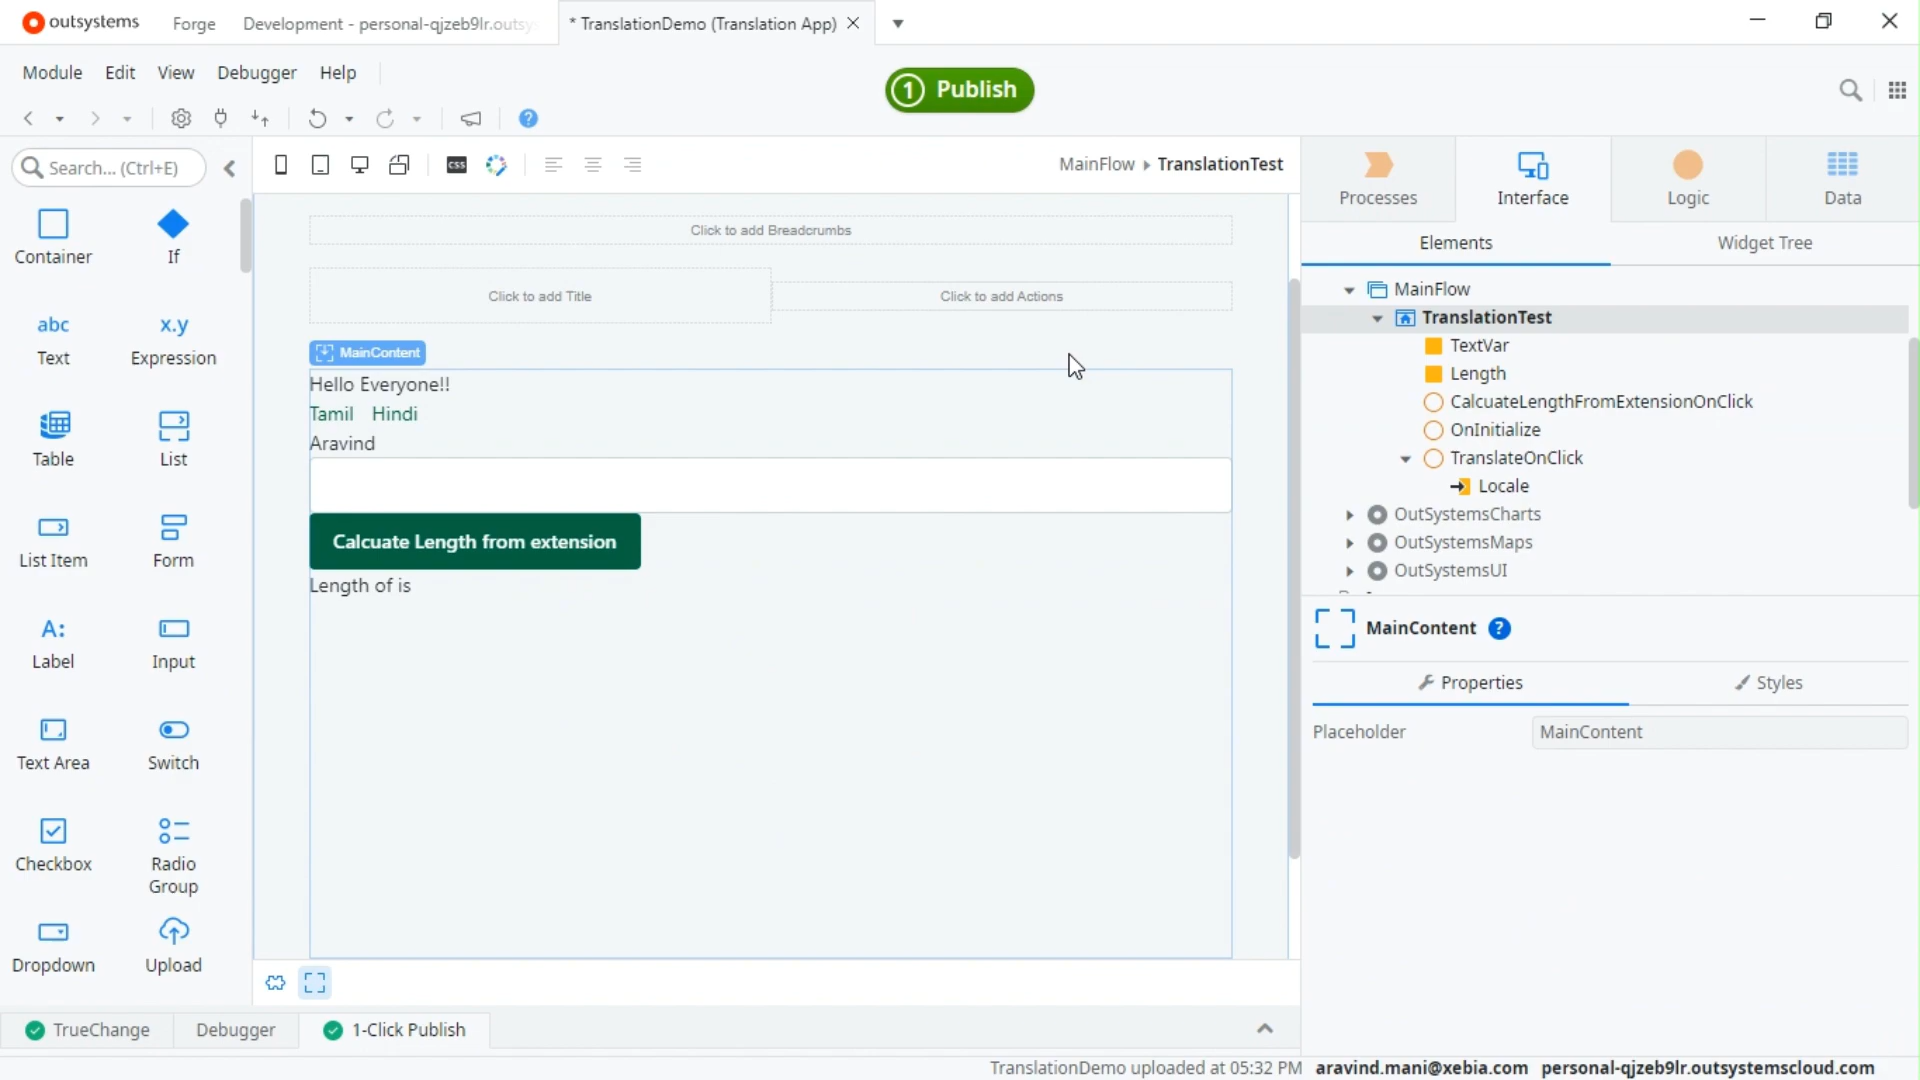 outsystems
Forge
Development - personal-qjzeb9lr.outsy
* TranslationDemo (Translation App)
Module Edit View Debugger Help
1 Publish
Search... (Ctrl+E)
css
MainFlow TranslationTest
Processes
Interface
Logic
Data
Elements
Widget Tree
Container
If
abc
Text
x.y
Expression
Table
List
List Item
Form
A:
Label
Input
Text Area
Switch
Checkbox
Radio
Group
Dropdown
Upload
Click to add Breadcrumbs
Click to add Title
Click to add Actions
MainContent
Hello Everyone!!
Tamil Hindi
Aravind
Calcuate Length from extension
Length of is
MainFlow
TranslationTest
TextVar
Length
CalcuateLengthFromExtensionOnClick
OnInitialize
TranslateOnClick
Locale
OutSystemsCharts
OutSystemsMaps
OutSystemsUI
MainContent ?
Properties
Styles
Placeholder
MainContent
TrueChange
Debugger
1-Click Publish
TranslationDemo uploaded at 05:32 PM aravind.mani@xebia.com personal-qjzeb9lr.outsystemscloud.com